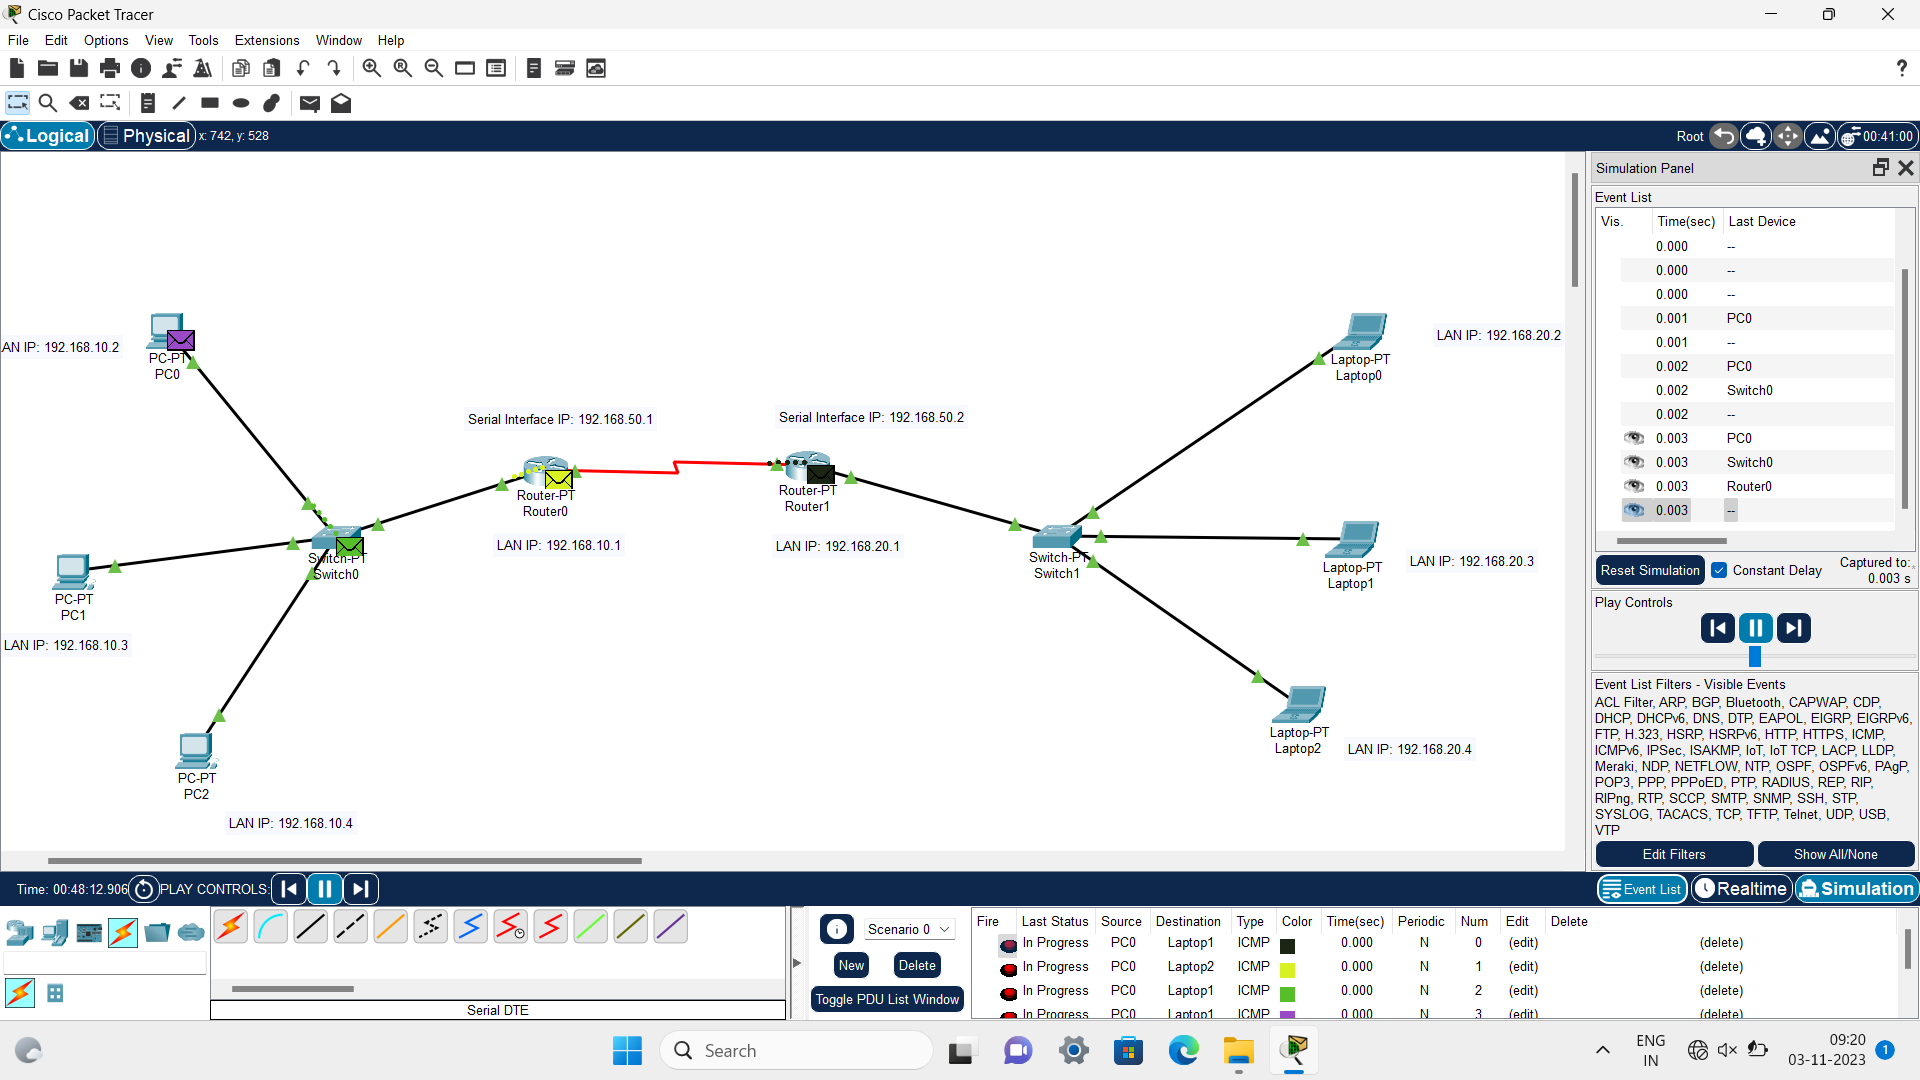 Cisco Packet Tracer
File Edit Options View Tools Extensions Window Help
?
Logical Physical x: 742, y: 528 Root 00:41:00
AN IP: 192.168.10.2
PC-PT
PC0
LAN IP: 192.168.20.2
Laptop-PT
Laptop0
Serial Interface IP: 192.168.50.1
Serial Interface IP: 192.168.50.2
Router-PT
Router0
Router-PT
Router1
LAN IP: 192.168.10.1
LAN IP: 192.168.20.1
Switch-PT
Switch0
Switch-PT
Switch1
Laptop-PT
Laptop1
LAN IP: 192.168.20.3
PC-PT
PC1
LAN IP: 192.168.10.3
Laptop-PT
Laptop2
LAN IP: 192.168.20.4
PC-PT
PC2
LAN IP: 192.168.10.4
Simulation Panel
Event List
Vis. Time(sec) Last Device
0.000 --
0.000 --
0.000 --
0.001 PC0
0.001 --
0.002 PC0
0.002 Switch0
0.002 --
0.003 PC0
0.003 Switch0
0.003 Router0
0.003 --
Reset Simulation Constant Delay Captured to:
0.003 s
Play Controls
Event List Filters - Visible Events
ACL Filter, ARP, BGP, Bluetooth, CAPWAP, CDP,
DHCP, DHCPv6, DNS, DTP, EAPOL, EIGRP, EIGRPv6,
FTP, H.323, HSRP, HSRPv6, HTTP, HTTPS, ICMP,
ICMPv6, IPSec, ISAKMP, IoT, IoT TCP, LACP, LLDP,
Meraki, NDP, NETFLOW, NTP, OSPF, OSPFv6, PAgP,
POP3, PPP, PPPoED, PTP, RADIUS, REP, RIP,
RIPng, RTP, SCCP, SMTP, SNMP, SSH, STP,
SYSLOG, TACACS, TCP, TFTP, Telnet, UDP, USB,
VTP
Edit Filters Show All/None
Time: 00:48:12.906 PLAY CONTROLS: Event List Realtime Simulation
Serial DTE
Scenario 0
New Delete
Toggle PDU List Window
Fire Last Status Source Destination Type Color Time(sec) Periodic Num Edit Delete
In Progress PC0 Laptop1 ICMP 0.000 N 0 (edit) (delete)
In Progress PC0 Laptop2 ICMP 0.000 N 1 (edit) (delete)
In Progress PC0 Laptop1 ICMP 0.000 N 2 (edit) (delete)
In Progress PC0 Laptop1 ICMP 0.000 N 3 (edit) (delete)
Search
ENG
IN
09:20
03-11-2023
1